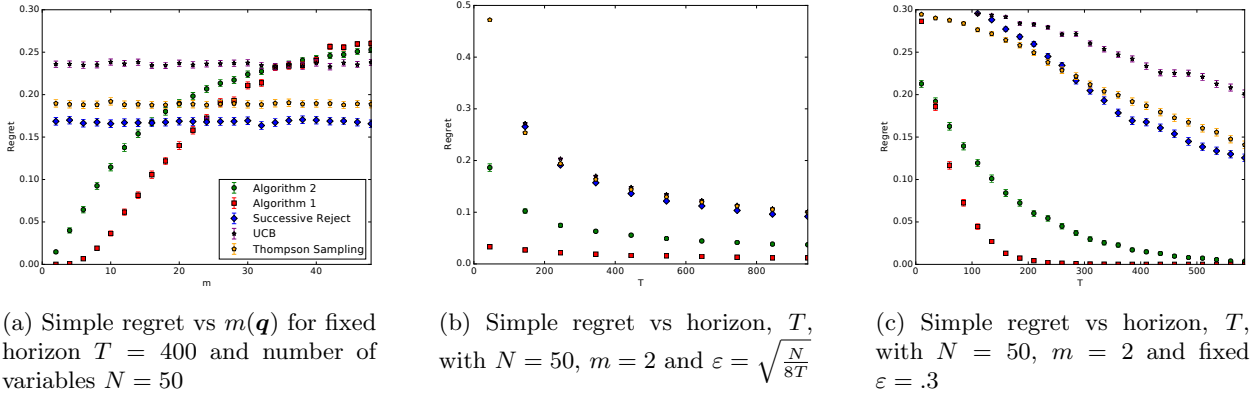 0.30
0.25
0.20
0.15
0.10
0.05
0.00
Regret
0
10
20
30
40
m
Algorithm 2
Algorithm 1
Successive Reject
UCB
Thompson Sampling
(a) Simple regret vs m(q) for fixed
horizon T = 400 and number of
variables N = 50
0.5
0.4
0.3
0.2
0.1
0.0
Regret
0
200
400
600
800
T
(b) Simple regret vs horizon, T,
with N = 50, m = 2 and ε = √(N/8T)
0.30
0.25
0.20
0.15
0.10
0.05
0.00
Regret
0
100
200
300
400
500
T
(c) Simple regret vs horizon, T,
with N = 50, m = 2 and fixed
ε = .3